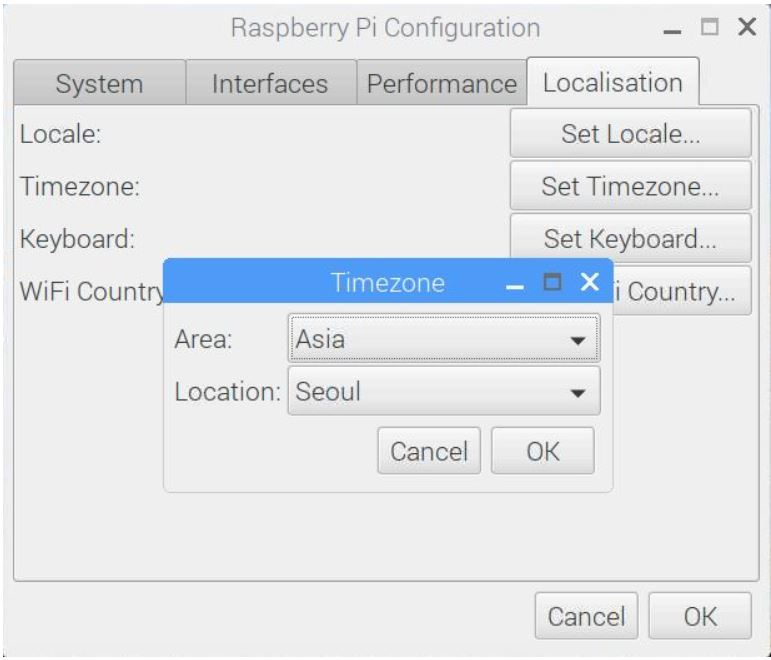 Raspberry Pi Configuration
System Interfaces Performance Localisation
Locale: Set Locale...
Timezone: Set Timezone...
Keyboard: Set Keyboard...
WiFi Country i Country...
Timezone
Area: Asia
Location: Seoul
Cancel OK
Cancel OK